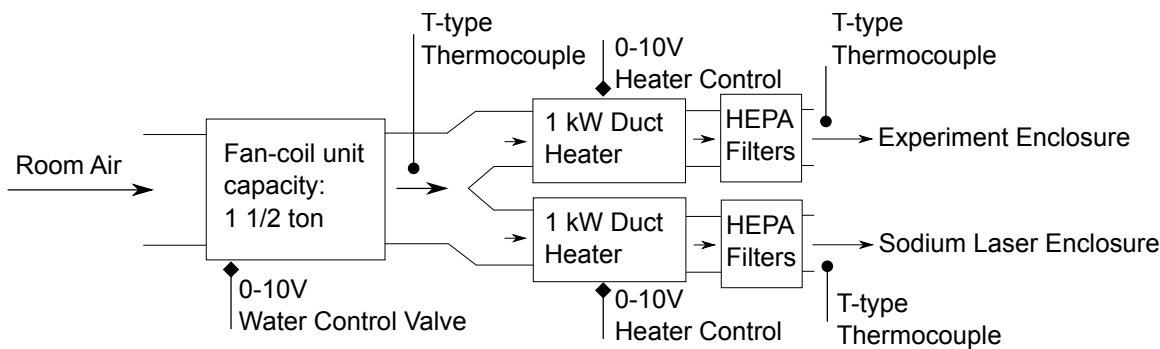 T-type
Thermocouple
0-10V
Heater Control
T-type
Thermocouple
Room Air
Fan-coil unit
capacity:
1 1/2 ton
1 kW Duct
Heater
HEPA
Filters
Experiment Enclosure
1 kW Duct
Heater
HEPA
Filters
Sodium Laser Enclosure
0-10V
Water Control Valve
0-10V
Heater Control
T-type
Thermocouple